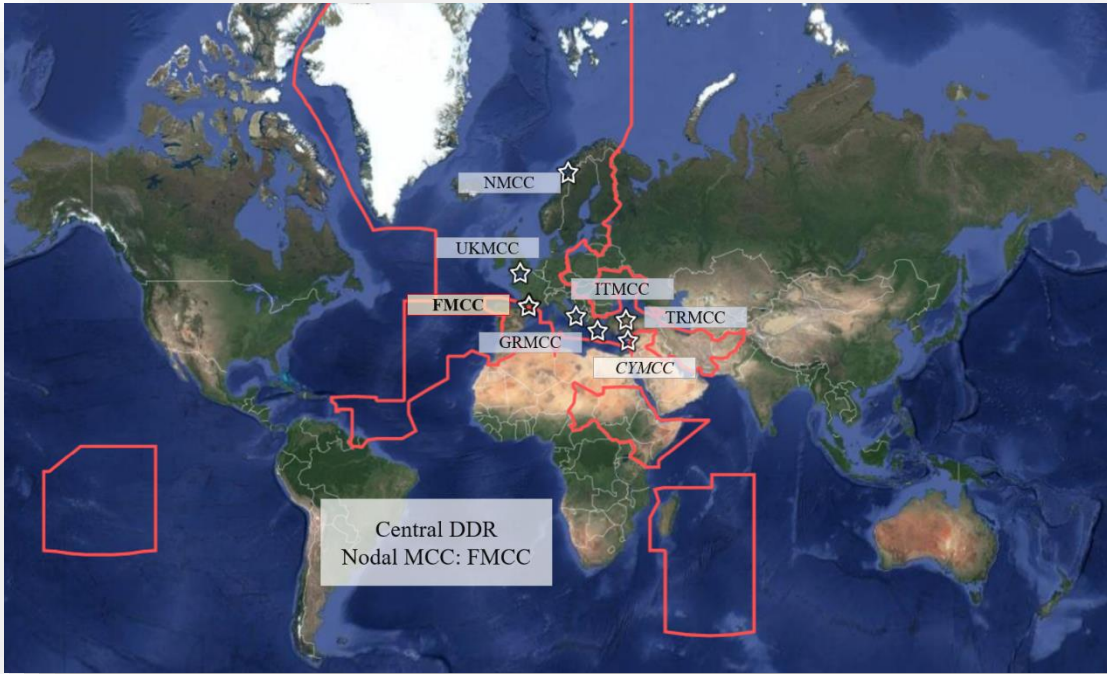 NMCC
UKMCC
ITMCC
FMCC
TRMCC
GRMCC
CYMCC
Central DDR
Nodal MCC: FMCC